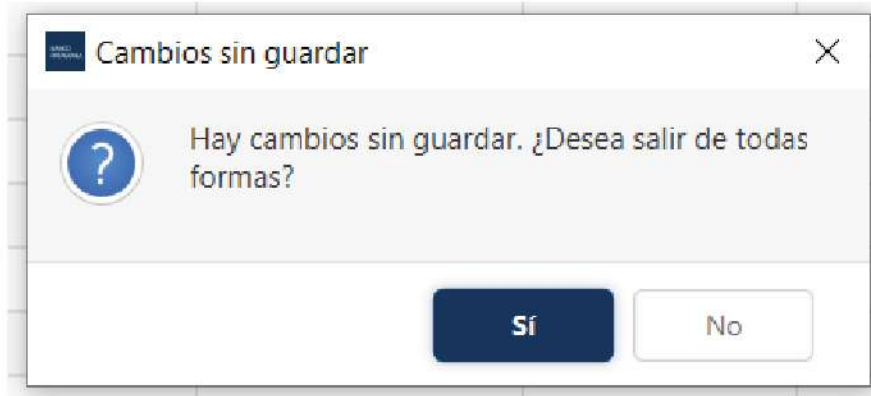 Cambios sin guardar
Hay cambios sin guardar. ¿Desea salir de todas
formas?
Sí
No